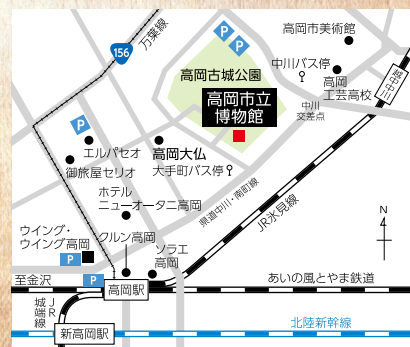 156
万葉線
P
P
高岡市美術館
中川バス停
高岡
工芸高校
越中中川
高岡古城公園
高岡市立
博物館
中川
交差点
P
エルパセオ
御旅屋セリオ
高岡大仏
大手町バス停
ホテル
ニューオータニ高岡
県道中川・南町線
JR氷見線
N
ウイング・
ウイング高岡
クルン高岡
ソラエ
高岡
P
P
至金沢
高岡駅
あいの風とやま鉄道
JR
城端線
新高岡駅
北陸新幹線